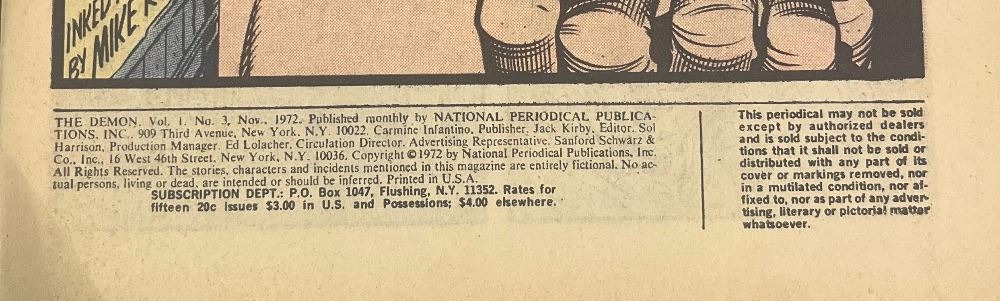 INKED
BY MIKE
THE DEMON, Vol. 1, No. 3, Nov., 1972. Published monthly by NATIONAL PERIODICAL PUBLICA-
TIONS, INC., 909 Third Avenue, New York, N.Y. 10022. Carmine Infantino, Publisher. Jack Kirby, Editor. Sol
Harrison, Production Manager. Ed Lolacher, Circulation Director. Advertising Representative. Sanford Schwarz &
Co., Inc., 16 West 46th Street, New York, N.Y. 10036. Copyright © 1972 by National Periodical Publications, Inc.
All Rights Reserved. The stories, characters and incidents mentioned in this magazine are entirely fictional. No ac-
tual persons, living or dead, are intended or should be inferred. Printed in U.S.A.
SUBSCRIPTION DEPT.: P.O. Box 1047, Flushing, N.Y. 11352. Rates for
fifteen 20c issues $3.00 in U.S. and Possessions; $4.00 elsewhere.
This periodical may not be sold
except by authorized dealers
and is sold subject to the condi-
tions that it shall not be sold or
distributed with any part of its
cover or markings removed, nor
in a mutilated condition, nor af-
fixed to, nor as part of any adver-
tising, literary or pictorial matter
whatsoever.